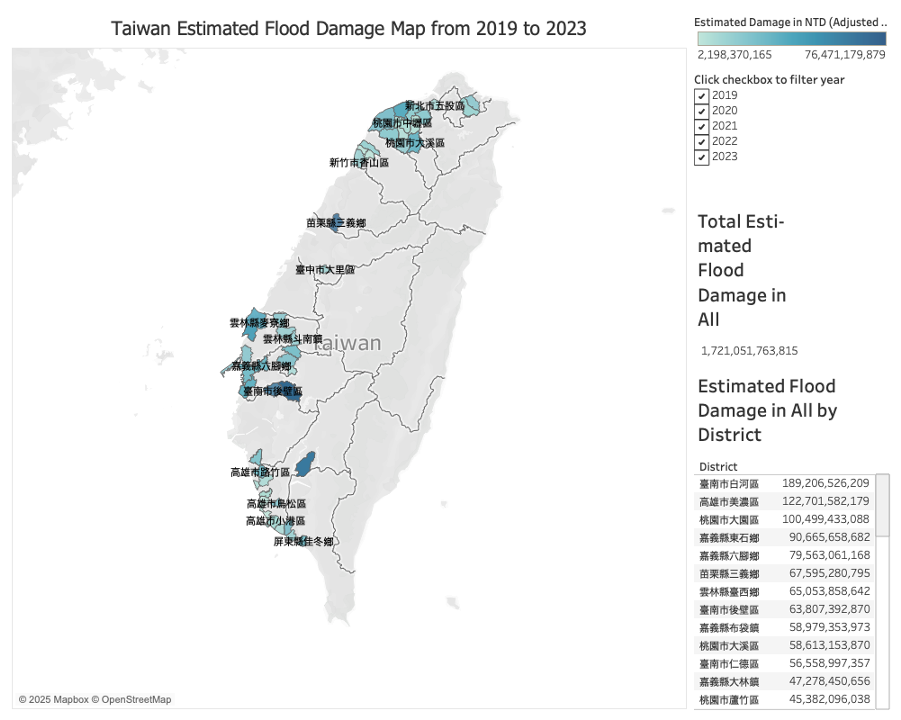 Taiwan Estimated Flood Damage Map from 2019 to 2023
Estimated Damage in NTD (Adjusted ..
2,198,370,165 76,471,179,879
Click checkbox to filter year
2019
2020
2021
2022
2023
新北市五股區
桃園市中壢區
桃園市大溪區
新竹市香山區
苗栗縣三義鄉
臺中市大里區
雲林縣麥寮鄉
雲林縣斗南鎮
Taiwan
嘉義縣六腳鄉
臺南市後壁區
高雄市路竹區
高雄市鳥松區
高雄市小港區
屏東縣佳冬鄉
© 2025 Mapbox © OpenStreetMap
Total Esti-
mated
Flood
Damage in
All
1,721,051,763,815
Estimated Flood
Damage in All by
District
District
臺南市白河區 189,206,526,209
高雄市美濃區 122,701,582,179
桃園市大園區 100,499,433,088
嘉義縣東石鄉 90,665,658,682
嘉義縣六腳鄉 79,563,061,168
苗栗縣三義鄉 67,595,280,795
雲林縣臺西鄉 65,053,858,642
臺南市後壁區 63,807,392,870
嘉義縣布袋鎮 58,979,353,973
桃園市大溪區 58,613,153,870
臺南市仁德區 56,558,997,357
嘉義縣大林鎮 47,278,450,656
桃園市蘆竹區 45,382,096,038